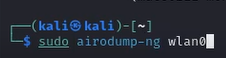 ┌──(kali㉿kali)-[~]
└─$ sudo airodump-ng wlan0